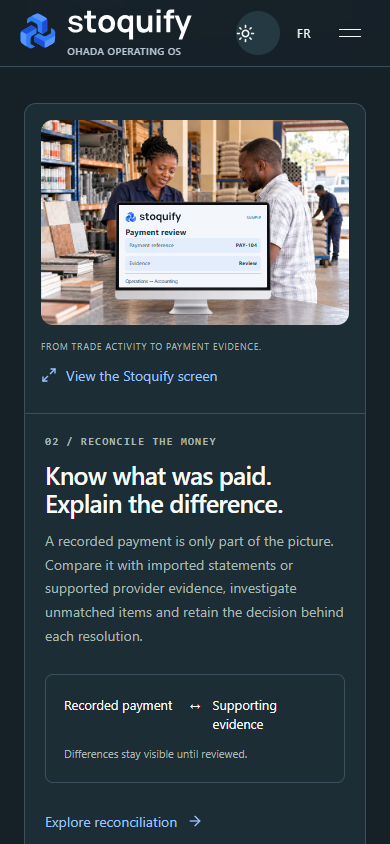 stoquify
OHADA OPERATING OS
FR
stoquify
Payment review
Payment reference PAY-104
Evidence Review
Operations — Accounting
FROM TRADE ACTIVITY TO PAYMENT EVIDENCE.
View the Stoquify screen
02 / RECONCILE THE MONEY
Know what was paid.
Explain the difference.
A recorded payment is only part of the picture.
Compare it with imported statements or
supported provider evidence, investigate
unmatched items and retain the decision behind
each resolution.
Recorded payment ↔ Supporting
evidence
Differences stay visible until reviewed.
Explore reconciliation →